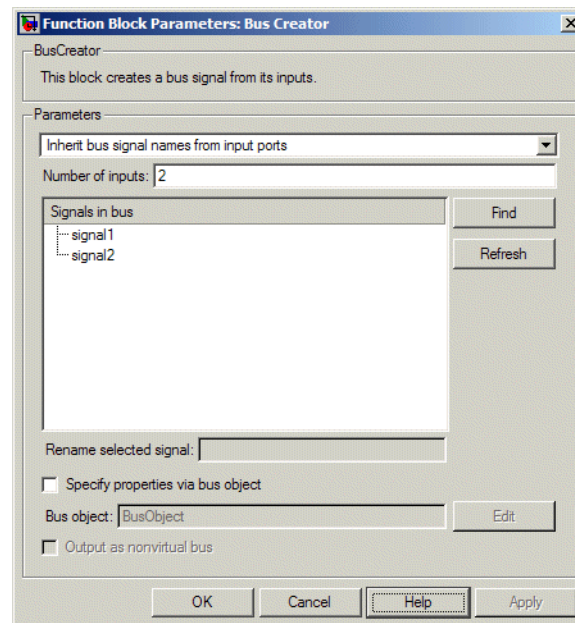 Function Block Parameters: Bus Creator
BusCreator
This block creates a bus signal from its inputs.
Parameters
Inherit bus signal names from input ports
Number of inputs: 2
Signals in bus
signal1
signal2
Find
Refresh
Rename selected signal:
Specify properties via bus object
Bus object: BusObject
Edit
Output as nonvirtual bus
OK Cancel Help Apply